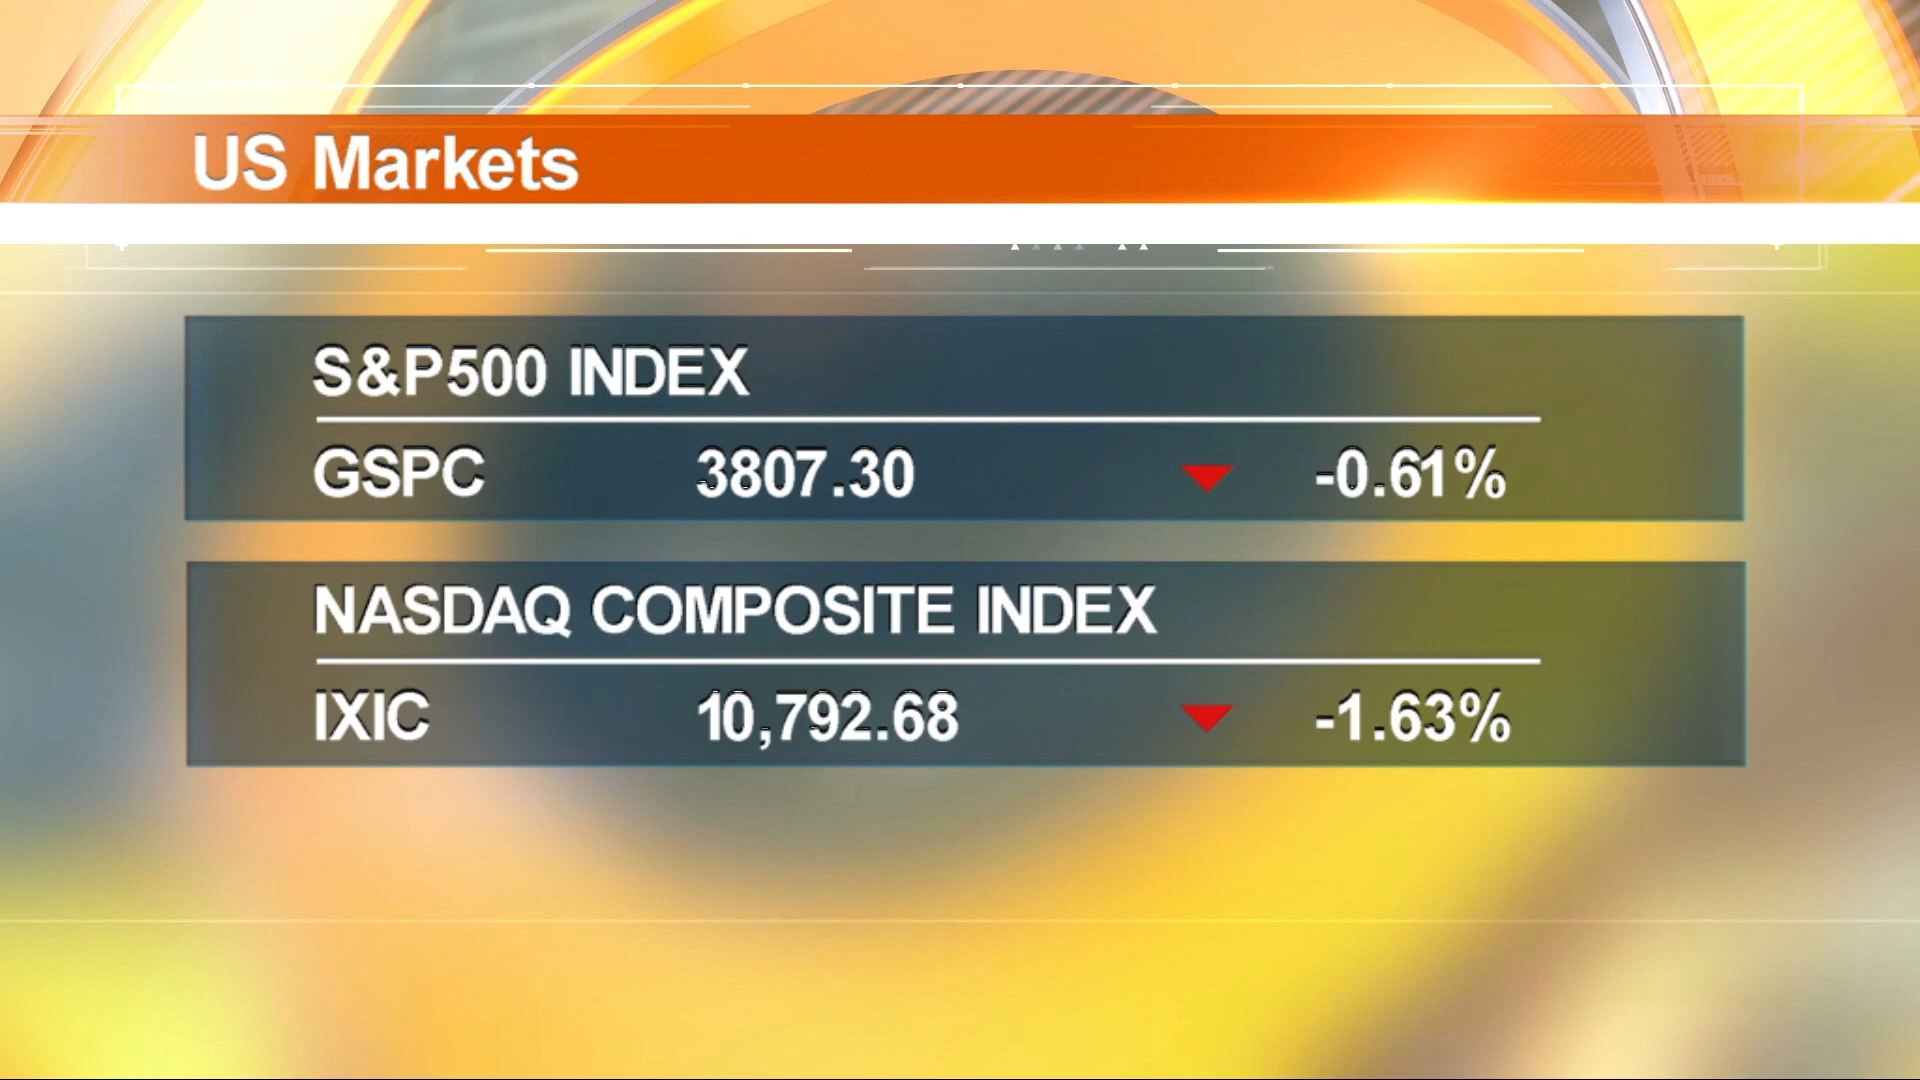 US Markets
S&P500 INDEX
GSPC 3807.30 -0.61%
NASDAQ COMPOSITE INDEX
IXIC 10,792.68 -1.63%